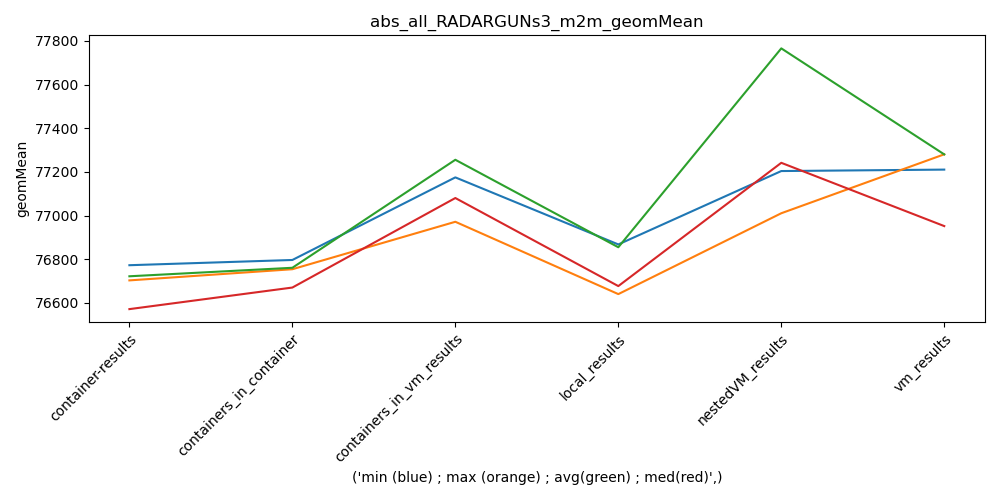 abs_all_RADARGUNs3_m2m_geomMean
geomMean
77800
77600
77400
77200
77000
76800
76600
container-results
containers_in_container
containers_in_vm_results
local_results
nestedVM_results
vm_results
('min (blue) ; max (orange) ; avg(green) ; med(red)',)